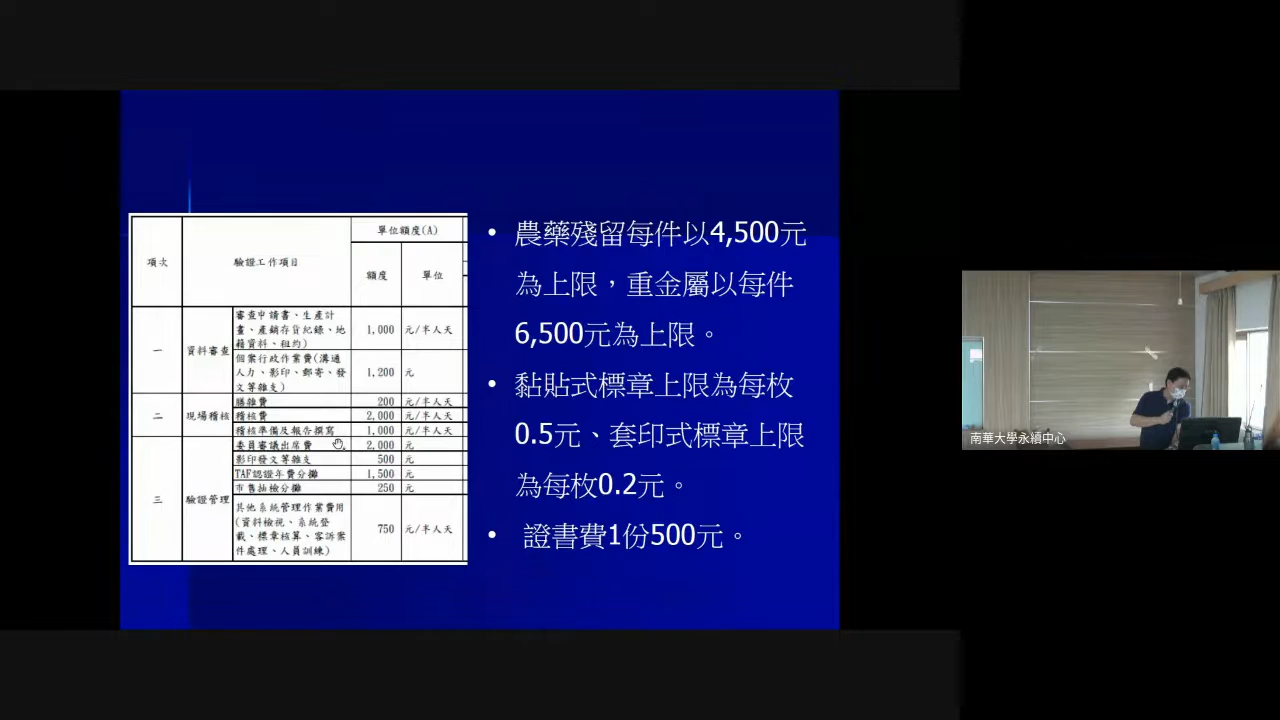 項次
驗證工作項目
單位額度(A)
額度
單位
一
資料審查
審查申請書、生產計
畫、產銷存貨紀錄、地
籍資料、租約)
1,000
元/半人天
個案行政作業費(溝通
人力、影印、郵寄、發
文等雜支)
1,200
元
二
現場稽核
膳雜費
200
元/半人天
稽核費
2,000
元/半人天
稽核準備及報告撰寫
1,000
元/半人天
三
驗證管理
委員審議出席費
2,000
元
影印發文等雜支
500
元
TAF認證年費分攤
1,500
元
市售抽檢分攤
250
元
其他系統管理作業費用
(資料檢視、系統登
載、標章核算、客訴案
件處理、人員訓練)
750
元/半人天
• 農藥殘留每件以4,500元
為上限，重金屬以每件
6,500元為上限。
• 黏貼式標章上限為每枚
0.5元、套印式標章上限
為每枚0.2元。
• 證書費1份500元。
南華大學永續中心